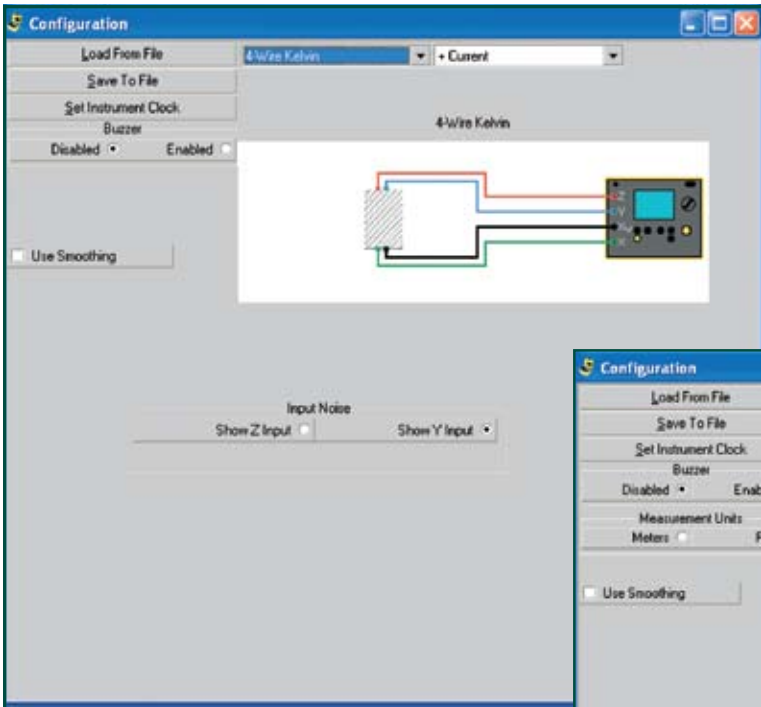 Configuration
Load From File
4-Wire Kelvin
+ Current
Save To File
Set Instrument Clock
Buzzer
4-Wire Kelvin
Disabled
Enabled
Z
Y
Xv
X
Use Smoothing
Input Noise
Show Z Input
Show Y Input
Configuration
Load From File
Save To File
Set Instrument Clock
Buzzer
Disabled
Enab
Measurement Units
Meters
F
Use Smoothing